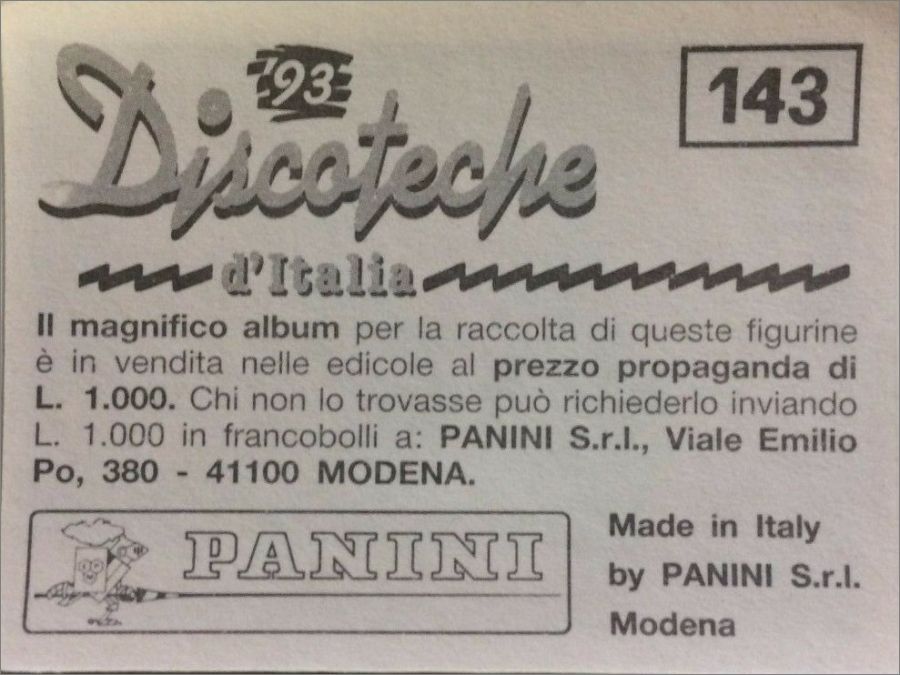 '93
143
Discoteche
d'Italia
Il magnifico album per la raccolta di queste figurine
è in vendita nelle edicole al prezzo propaganda di
L. 1.000. Chi non lo trovasse può richiederlo inviando
L. 1.000 in francobolli a: PANINI S.r.l., Viale Emilio
Po, 380 - 41100 MODENA.
PANINI
Made in Italy
by PANINI S.r.l.
Modena